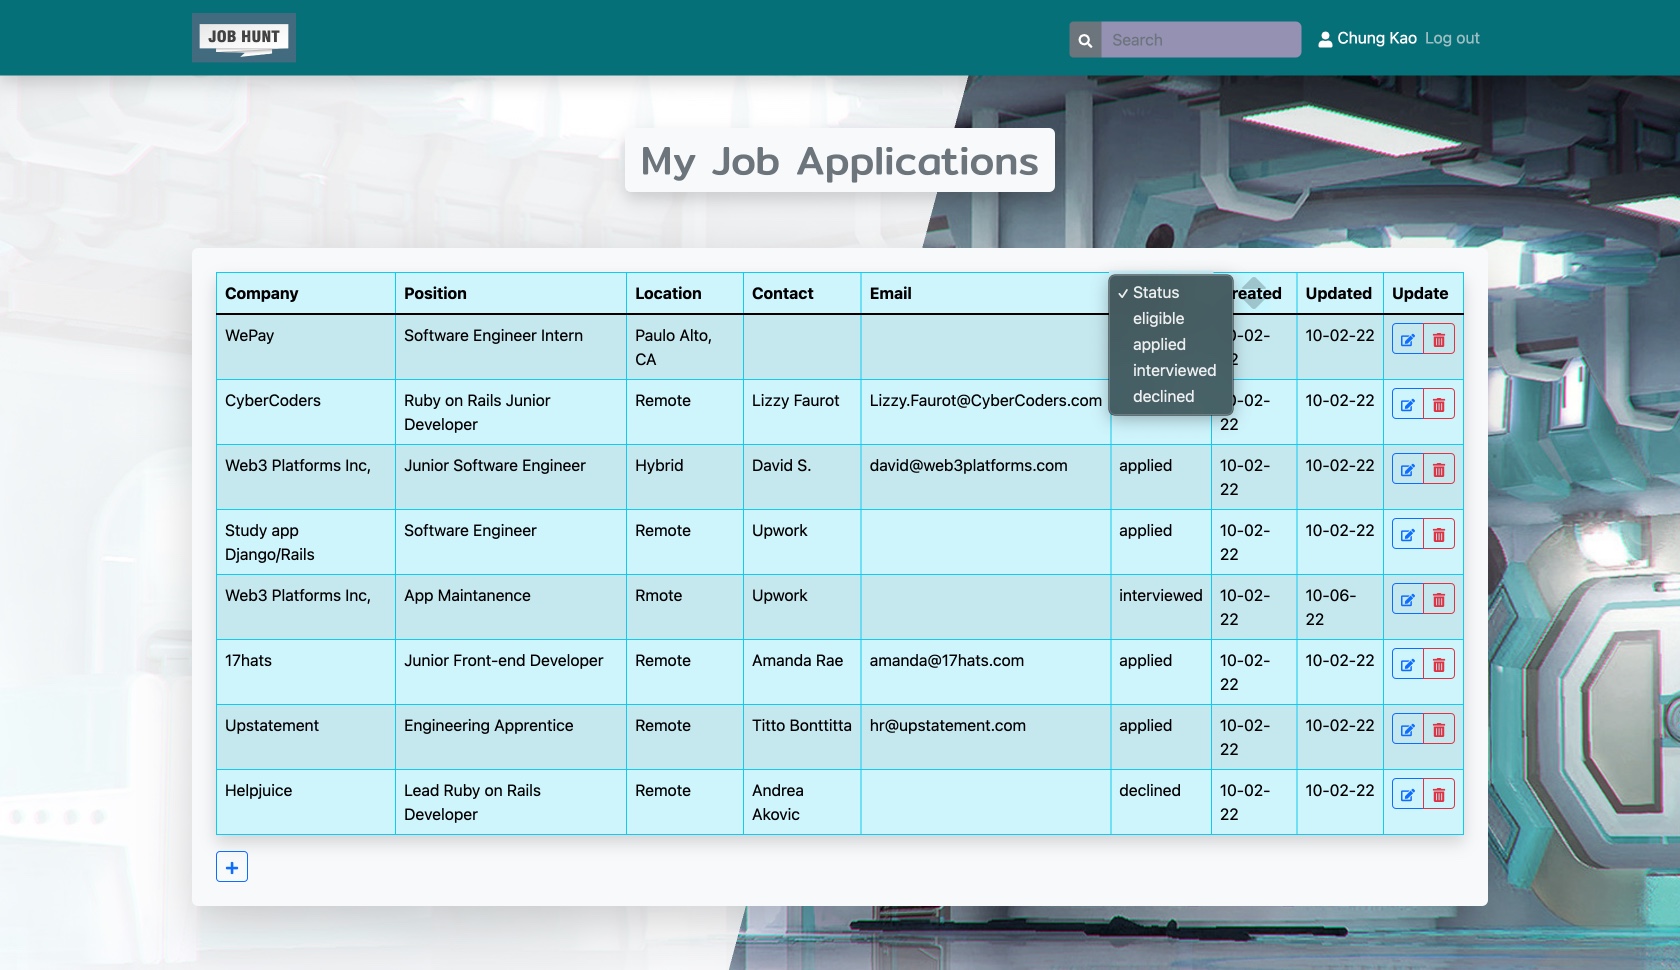 JOB HUNT
Search
Chung Kao Log out
My Job Applications
Company Position Location Contact Email reated Updated Update
✓ Status
eligible
applied
interviewed
declined
WePay Software Engineer Intern Paulo Alto, 0-02- 10-02-22
CA 2
CyberCoders Ruby on Rails Junior Remote Lizzy Faurot Lizzy.Faurot@CyberCoders.com 0-02- 10-02-22
Developer 22
Web3 Platforms Inc, Junior Software Engineer Hybrid David S. david@web3platforms.com applied 10-02- 10-02-22
22
Study app Software Engineer Remote Upwork applied 10-02- 10-02-22
Django/Rails 22
Web3 Platforms Inc, App Maintanence Rmote Upwork interviewed 10-02- 10-06-
22 22
17hats Junior Front-end Developer Remote Amanda Rae amanda@17hats.com applied 10-02- 10-02-22
22
Upstatement Engineering Apprentice Remote Titto Bonttitta hr@upstatement.com applied 10-02- 10-02-22
22
Helpjuice Lead Ruby on Rails Remote Andrea declined 10-02- 10-02-22
Developer Akovic 22
+